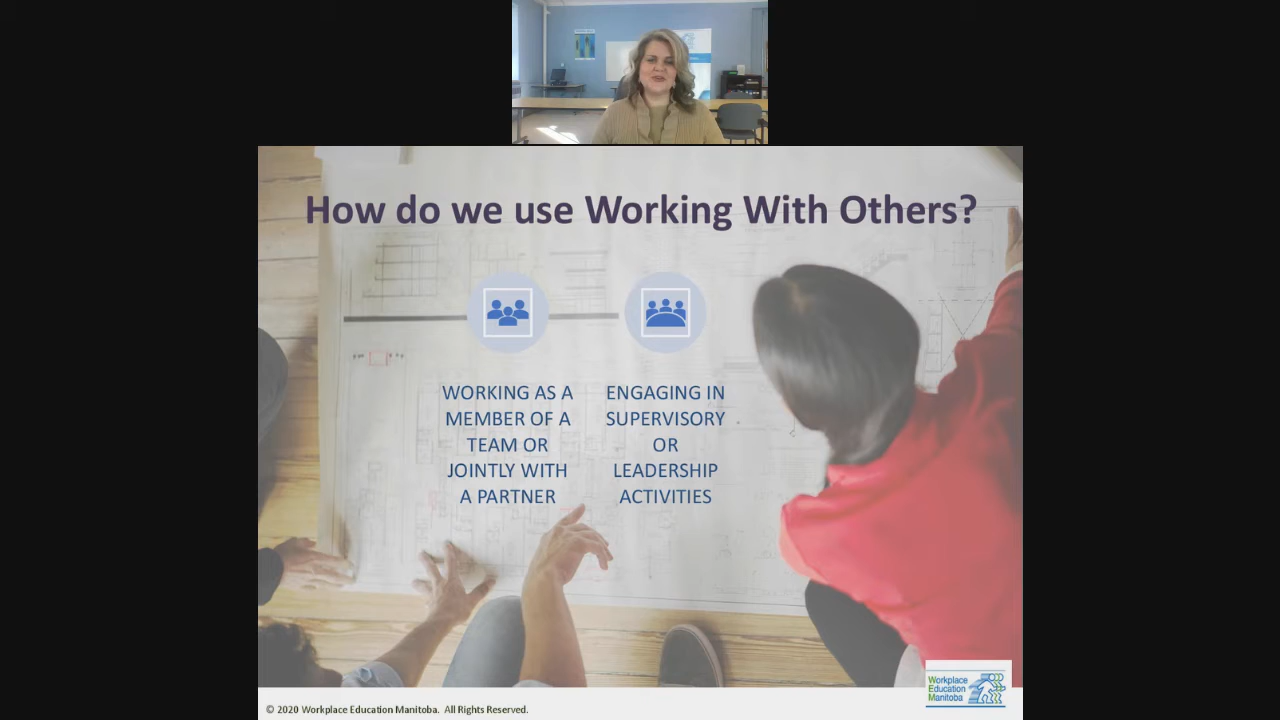 How do we use Working With Others?
WORKING AS A
MEMBER OF A
TEAM OR
JOINTLY WITH
A PARTNER
ENGAGING IN
SUPERVISORY
OR
LEADERSHIP
ACTIVITIES
Workplace
Education
Manitoba
© 2020 Workplace Education Manitoba. All Rights Reserved.